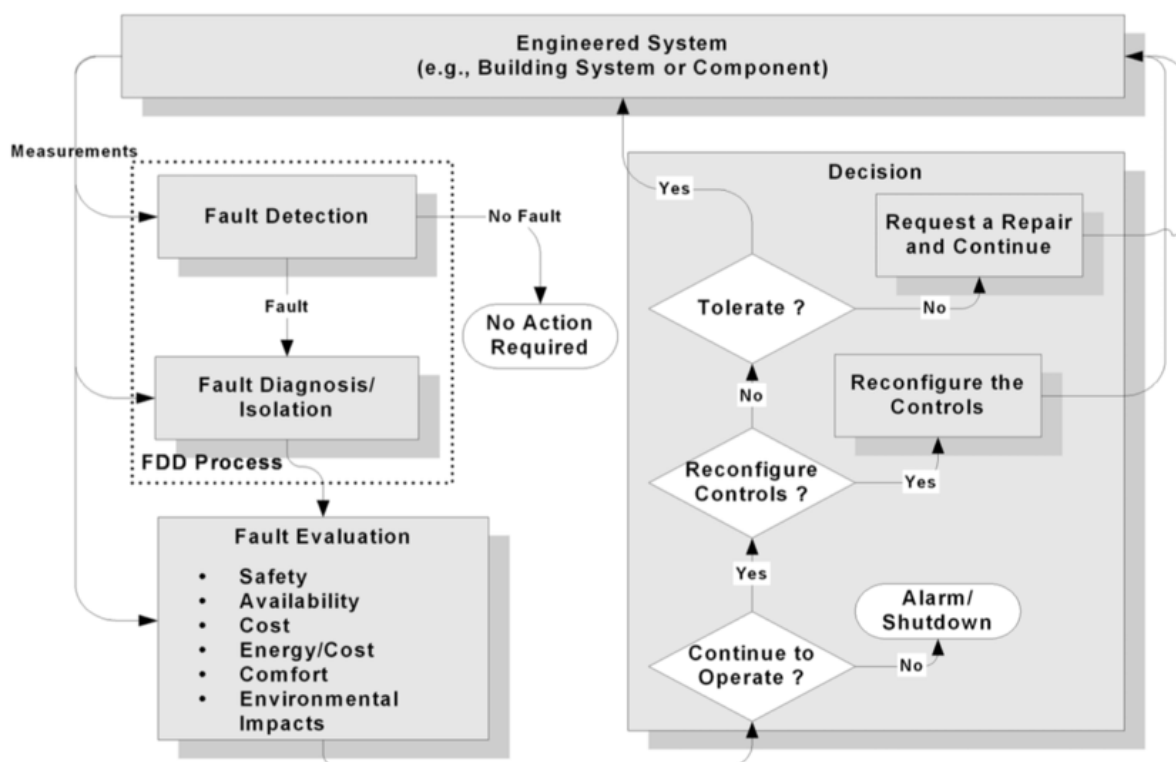 Engineered System
(e.g., Building System or Component)
Measurements
Fault Detection
No Fault
Fault
No Action
Required
Fault Diagnosis/
Isolation
FDD Process
Fault Evaluation
• Safety
• Availability
• Cost
• Energy/Cost
• Comfort
• Environmental
Impacts
Decision
Yes
Request a Repair
and Continue
Tolerate ?
No
Reconfigure the
Controls
No
Reconfigure
Controls ?
Yes
Yes
Alarm/
Shutdown
Continue to
Operate ?
No